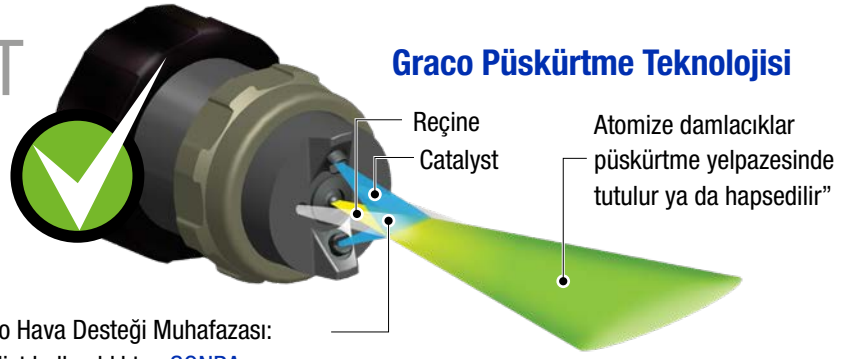 T
Graco Püskürtme Teknolojisi
Reçine
Catalyst
Atomize damlacıklar
püskürtme yelpazesinde
tutulur ya da hapsedilir”
o Hava Desteği Muhafazası: